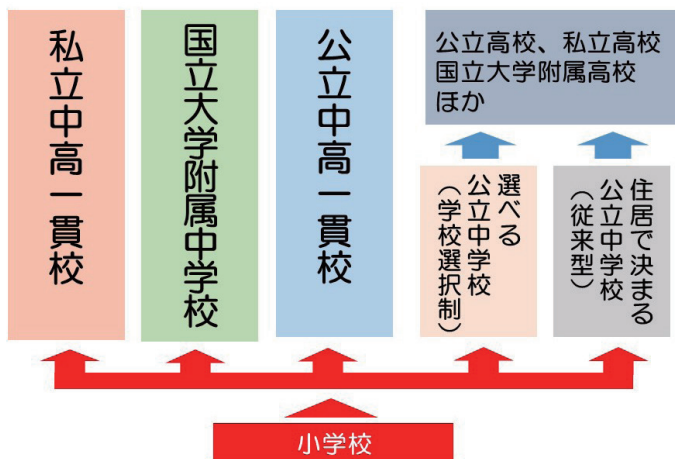 私立中高一貫校
国立大学附属中学校
公立中高一貫校
公立高校、私立高校
国立大学附属高校
ほか
選べる
公立中学校
（学校選択制）
住居で決まる
公立中学校
（従来型）
小学校